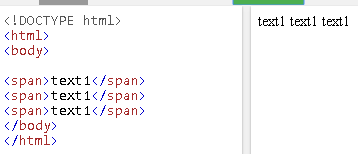 <!DOCTYPE html>
<html>
<body>
<span>text1</span>
<span>text1</span>
<span>text1</span>
</body>
</html>
text1 text1 text1